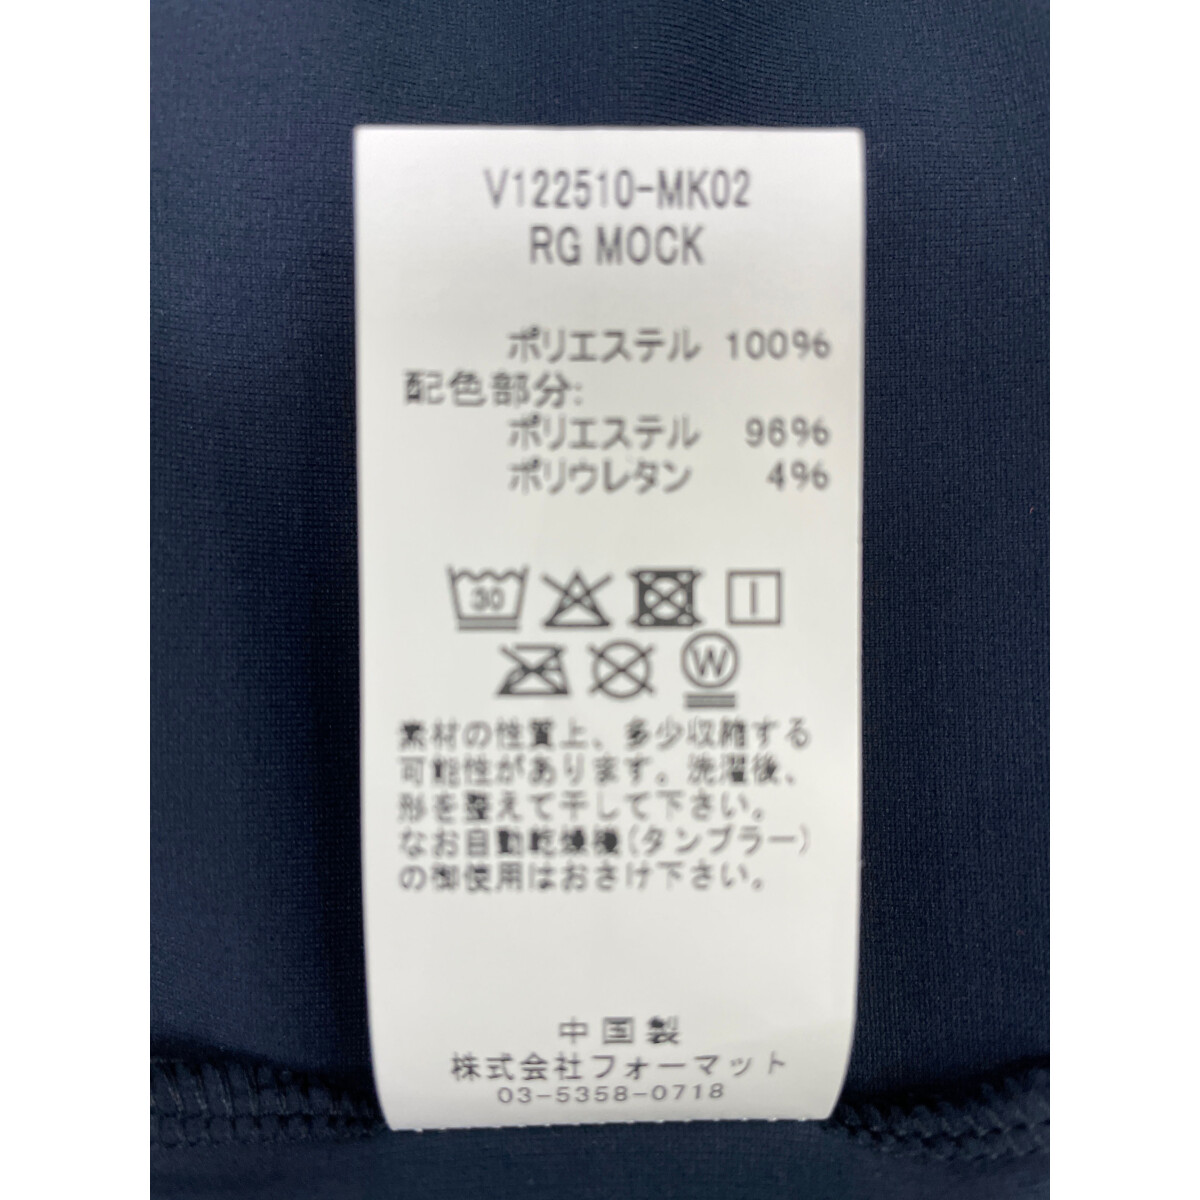 V122510-MK02
RG MOCK
ポリエステル 100%
配色部分:
ポリエステル 96%
ポリウレタン 4%
30
W
素材の性質上、多少収縮する
可能性があります。洗濯後、
形を整えて干して下さい。
なお自動乾燥機(タンブラー)
の御使用はおさけ下さい。
中国製
株式会社フォーマット
03-5358-0718